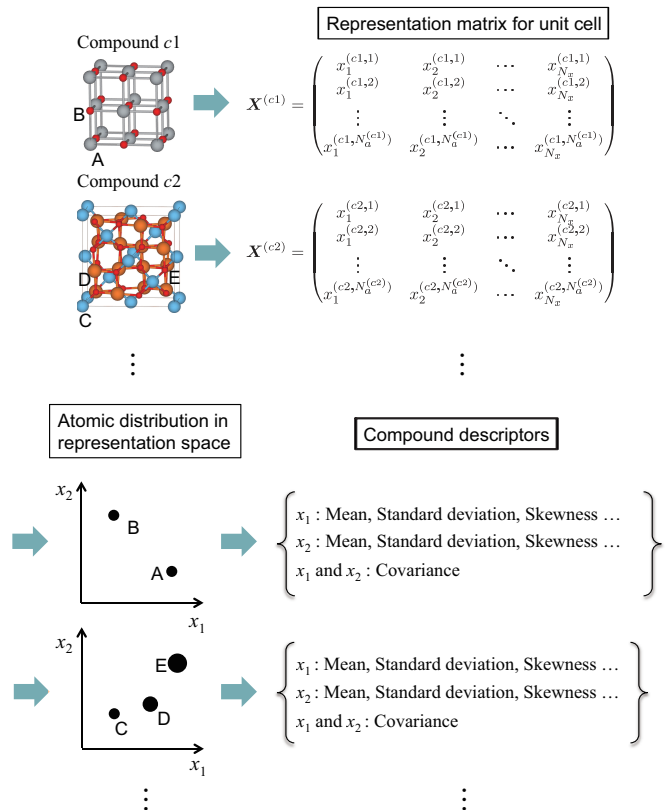 Representation matrix for unit cell
Compound c1
B
A
X^{(c1)} = ( x_1^{(c1,1)} x_2^{(c1,1)} ⋯ x_{N_x}^{(c1,1)}
x_1^{(c1,2)} x_2^{(c1,2)} ⋯ x_{N_x}^{(c1,2)}
⋮ ⋮ ⋱ ⋮
x_1^{(c1,N_a^{(c1)})} x_2^{(c1,N_a^{(c1)})} ⋯ x_{N_x}^{(c1,N_a^{(c1)})} )
Compound c2
D E
C
X^{(c2)} = ( x_1^{(c2,1)} x_2^{(c2,1)} ⋯ x_{N_x}^{(c2,1)}
x_1^{(c2,2)} x_2^{(c2,2)} ⋯ x_{N_x}^{(c2,2)}
⋮ ⋮ ⋱ ⋮
x_1^{(c2,N_a^{(c2)})} x_2^{(c2,N_a^{(c2)})} ⋯ x_{N_x}^{(c2,N_a^{(c2)})} )
⋮ ⋮
Atomic distribution in
representation space
Compound descriptors
x_2
B
A
x_1
{ x_1 : Mean, Standard deviation, Skewness …
x_2 : Mean, Standard deviation, Skewness …
x_1 and x_2 : Covariance }
x_2
E
D
C
x_1
{ x_1 : Mean, Standard deviation, Skewness …
x_2 : Mean, Standard deviation, Skewness …
x_1 and x_2 : Covariance }
⋮ ⋮